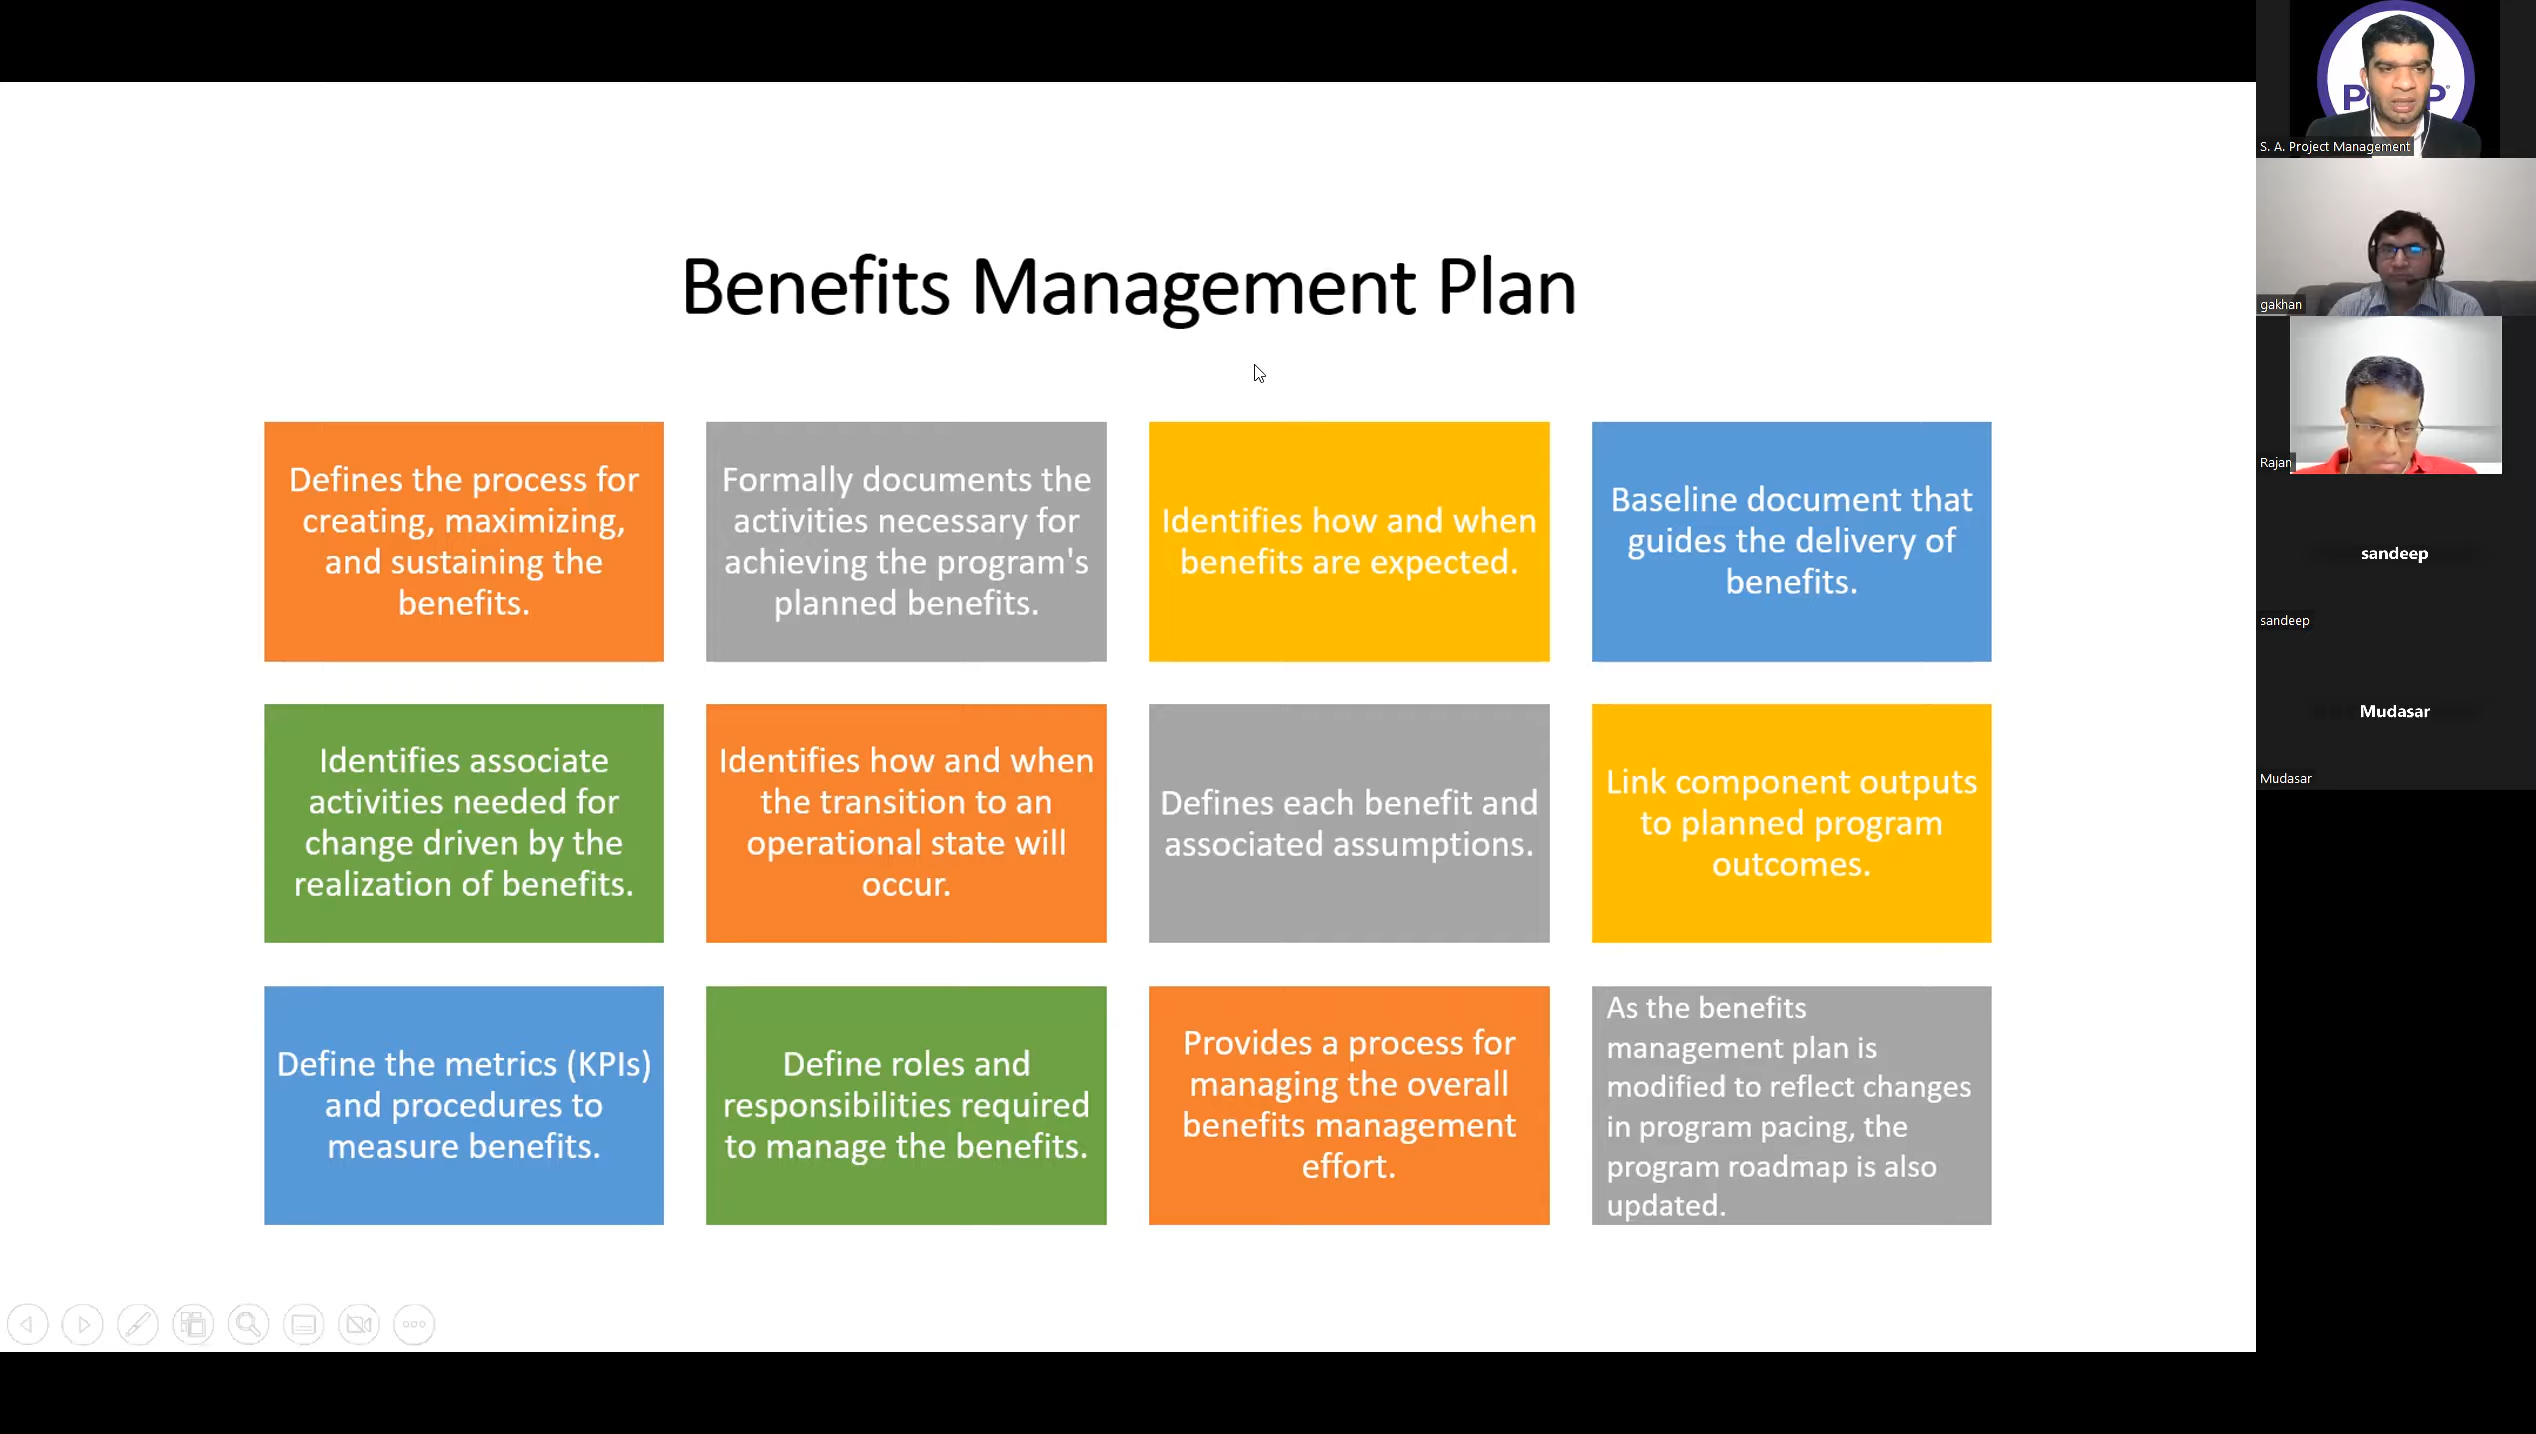 Benefits Management Plan
Defines the process for
creating, maximizing,
and sustaining the
benefits.
Formally documents the
activities necessary for
achieving the program's
planned benefits.
Identifies how and when
benefits are expected.
Baseline document that
guides the delivery of
benefits.
Identifies associate
activities needed for
change driven by the
realization of benefits.
Identifies how and when
the transition to an
operational state will
occur.
Defines each benefit and
associated assumptions.
Link component outputs
to planned program
outcomes.
Define the metrics (KPIs)
and procedures to
measure benefits.
Define roles and
responsibilities required
to manage the benefits.
Provides a process for
managing the overall
benefits management
effort.
As the benefits
management plan is
modified to reflect changes
in program pacing, the
program roadmap is also
updated.
S. A. Project Management
gakhan
Rajan
sandeep
sandeep
Mudasar
Mudasar